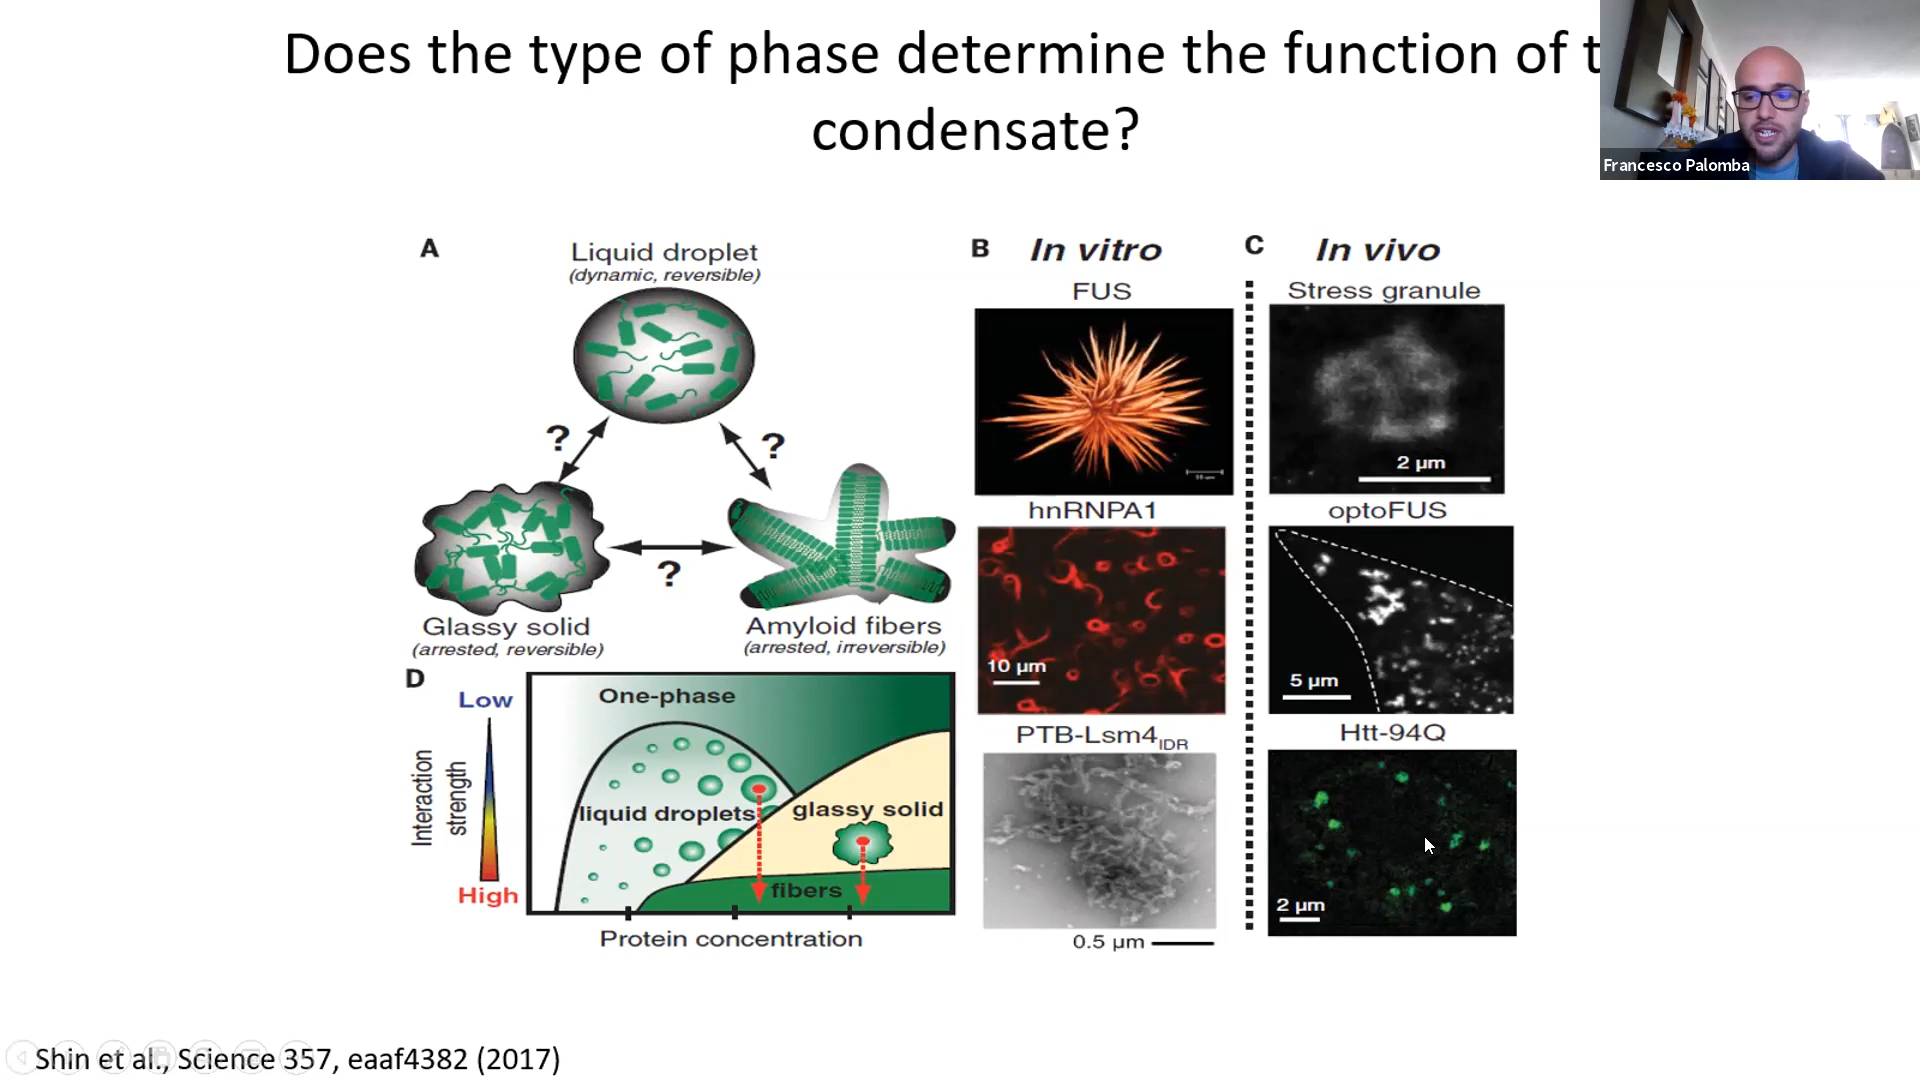 Does the type of phase determine the function of t
condensate?
Francesco Palomba
A
Liquid droplet
(dynamic, reversible)
?
?
?
Glassy solid
(arrested, reversible)
Amyloid fibers
(arrested, irreversible)
B
In vitro
FUS
hnRNPA1
10 µm
PTB-Lsm4IDR
0.5 µm
C
In vivo
Stress granule
2 µm
optoFUS
5 µm
Htt-94Q
2 µm
D
Low
Interaction
strength
High
One-phase
liquid droplets
glassy solid
fibers
Protein concentration
Shin et al., Science 357, eaaf4382 (2017)